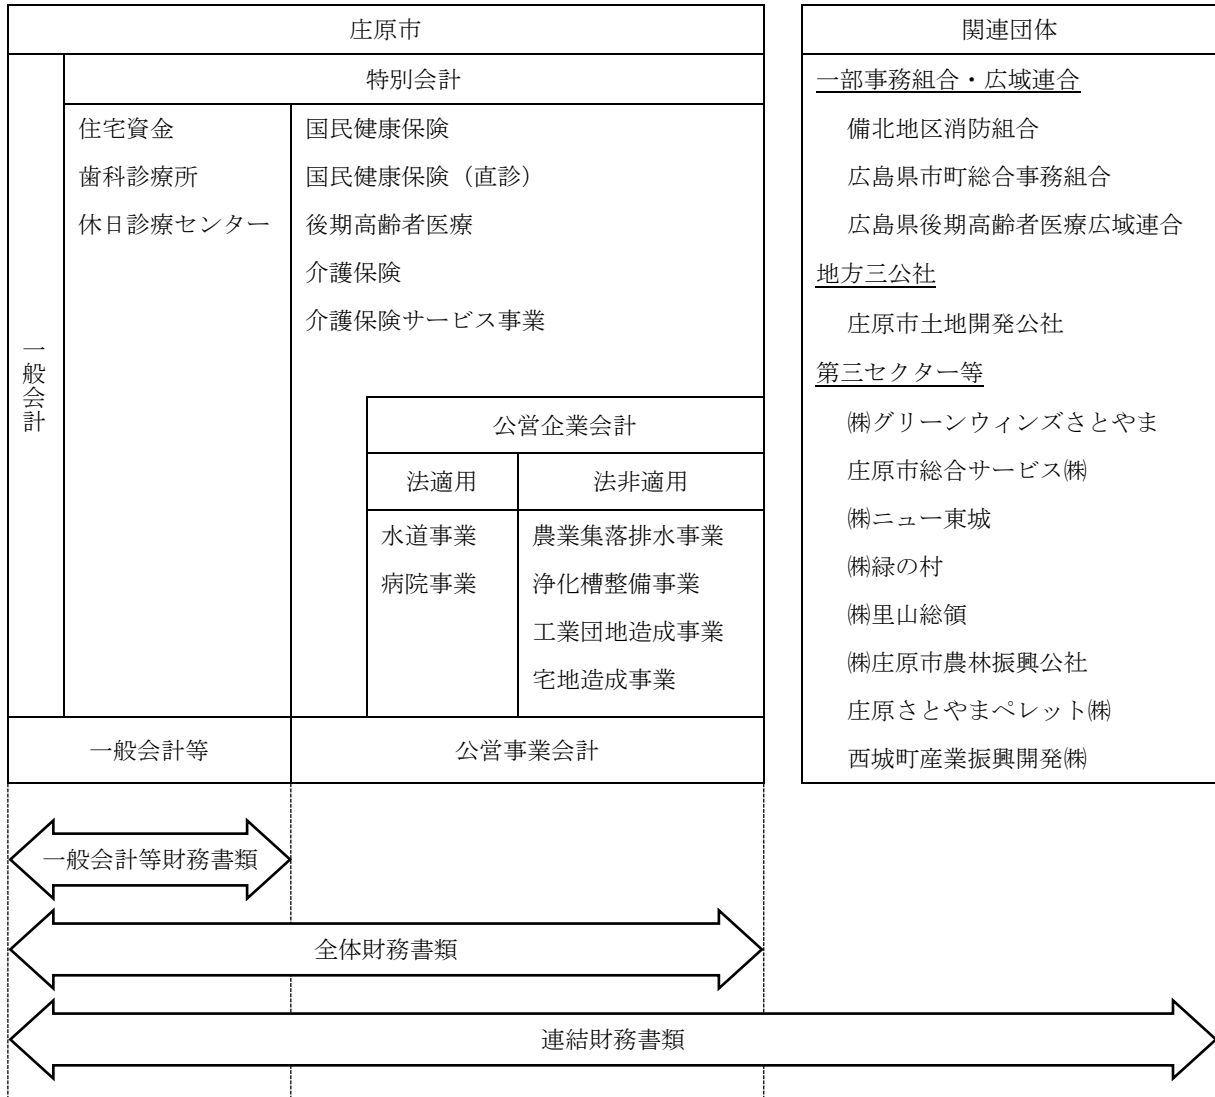 庄原市
一般会計
特別会計
住宅資金
歯科診療所
休日診療センター
国民健康保険
国民健康保険（直診）
後期高齢者医療
介護保険
介護保険サービス事業
公営企業会計
法適用
法非適用
水道事業
病院事業
農業集落排水事業
浄化槽整備事業
工業団地造成事業
宅地造成事業
一般会計等
公営事業会計
関連団体
一部事務組合・広域連合
備北地区消防組合
広島県市町総合事務組合
広島県後期高齢者医療広域連合
地方三公社
庄原市土地開発公社
第三セクター等
㈱グリーンウィンズさとやま
庄原市総合サービス㈱
㈱ニュー東城
㈱緑の村
㈱里山総領
㈱庄原市農林振興公社
庄原さとやまペレット㈱
西城町産業振興開発㈱
一般会計等財務書類
全体財務書類
連結財務書類